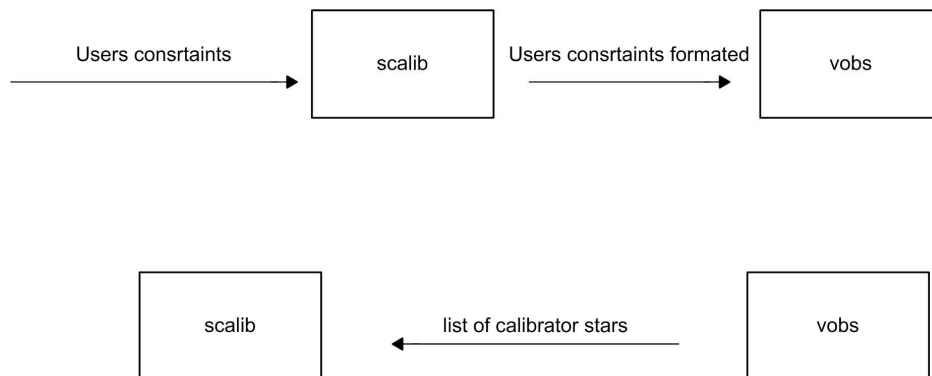 Users consrtaints
scalib
Users consrtaints formated
vobs
scalib
list of calibrator stars
vobs